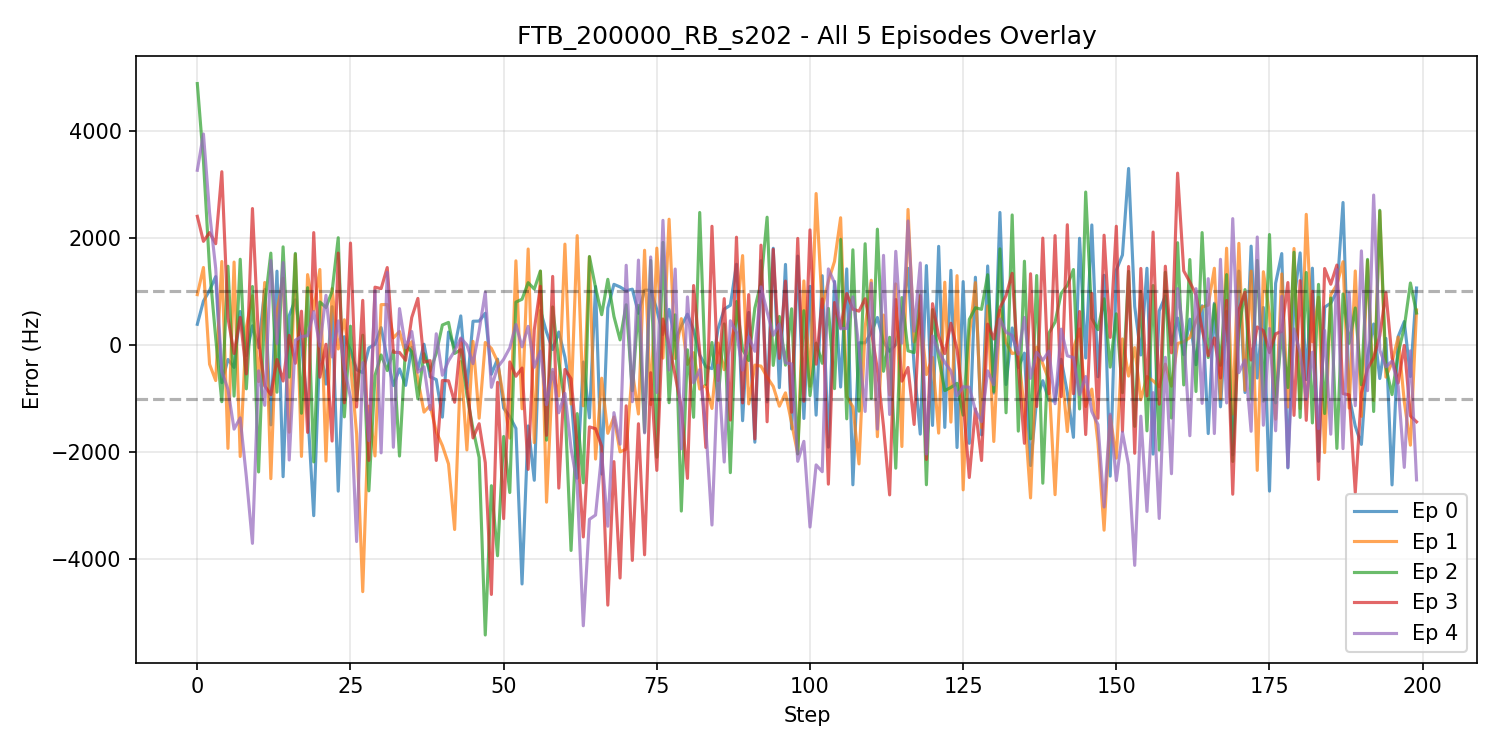 FTB_200000_RB_s202 - All 5 Episodes Overlay
Error (Hz)
4000
2000
0
−2000
−4000
0 25 50 75 100 125 150 175 200
Step
Ep 0
Ep 1
Ep 2
Ep 3
Ep 4